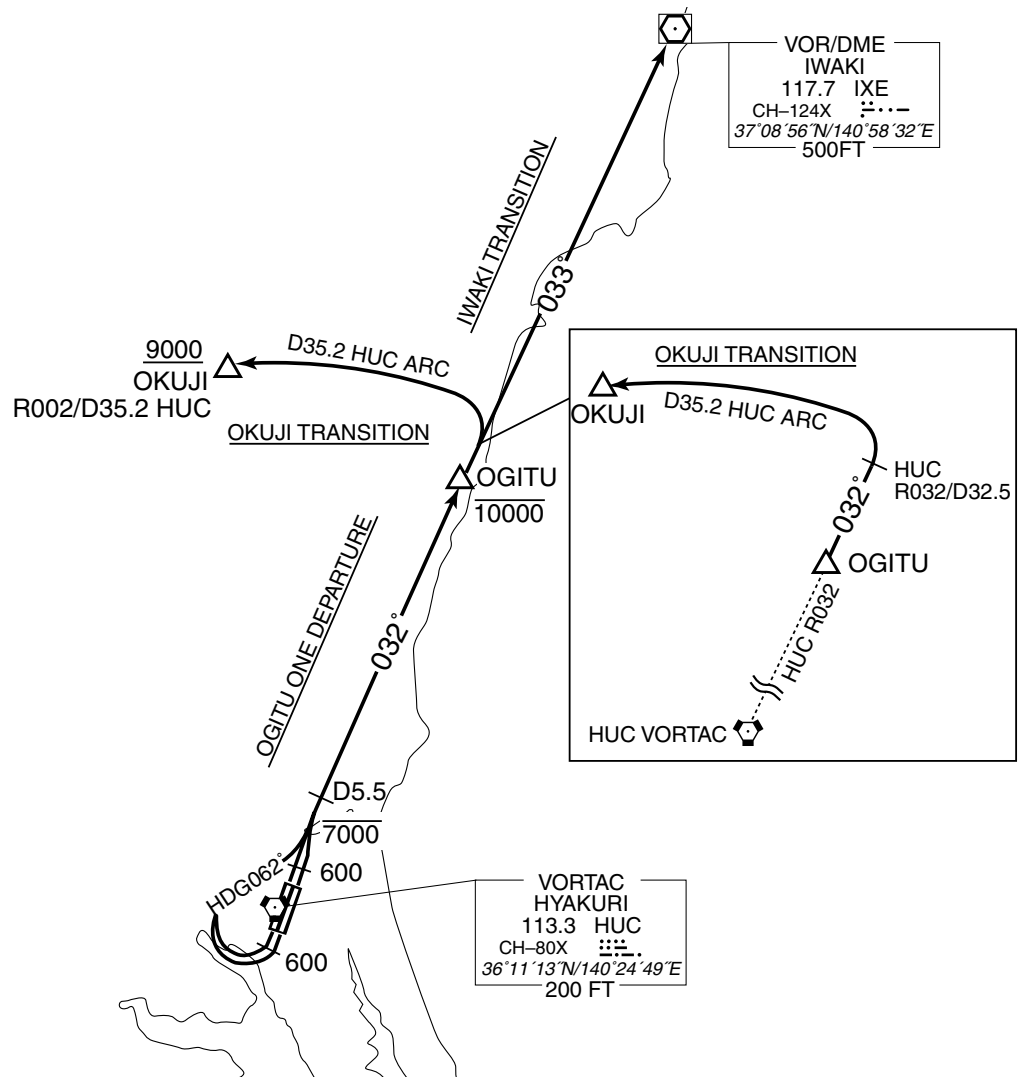 VOR/DME
IWAKI
117.7 IXE
CH–124X
37°08´56˝N/140°58´32˝E
500FT
IWAKI TRANSITION
033°
D35.2 HUC ARC
9000
OKUJI
R002/D35.2 HUC
OKUJI TRANSITION
OGITU
10000
OKUJI TRANSITION
OKUJI
D35.2 HUC ARC
HUC
R032/D32.5
032°
OGITU
HUC R032
HUC VORTAC
OGITU ONE DEPARTURE
032°
D5.5
7000
HDG062°
600
600
VORTAC
HYAKURI
113.3 HUC
CH–80X
36°11´13˝N/140°24´49˝E
200 FT